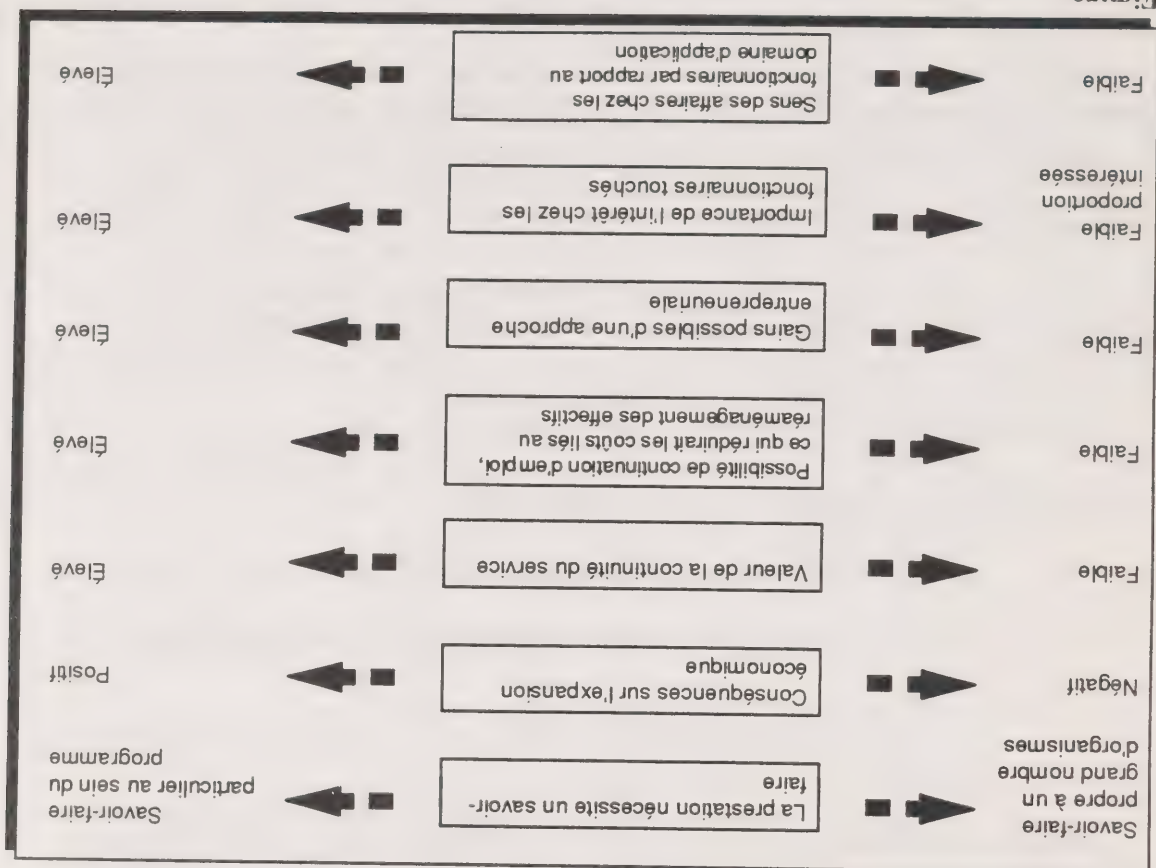 Savoir-faire
propre à un
grand nombre
d'organismes
La prestation nécessite un savoir-
faire
Savoir-faire
particulier au sein du
programme
Négatif
Conséquences sur l'expansion
économique
Positif
Faible
Valeur de la continuité du service
Élevé
Faible
Possibilité de continuation d'emploi,
ce qui réduirait les coûts liés au
réaménagement des effectifs
Élevé
Faible
Gains possibles d'une approche
entrepreneuriale
Élevé
Faible
proportion
intéressée
Importance de l'intérêt chez les
fonctionnaires touchés
Élevé
Faible
Sens des affaires chez les
fonctionnaires par rapport au
domaine d'application
Élevé
Figure